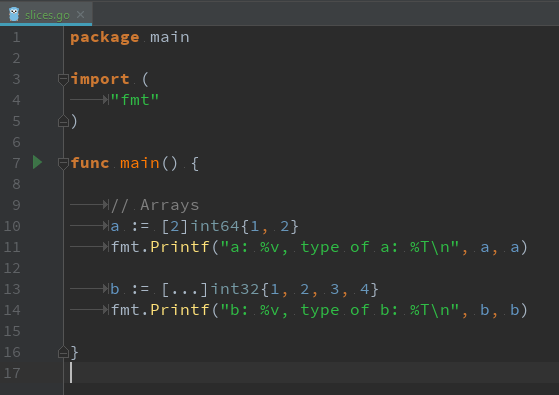 slices.go
1 package main
2
3 import (
4 "fmt"
5 )
6
7 func main() {
8
9 // Arrays
10 a := [2]int64{1, 2}
11 fmt.Printf("a: %v, type of a: %T\n", a, a)
12
13 b := [...]int32{1, 2, 3, 4}
14 fmt.Printf("b: %v, type of b: %T\n", b, b)
15
16 }
17